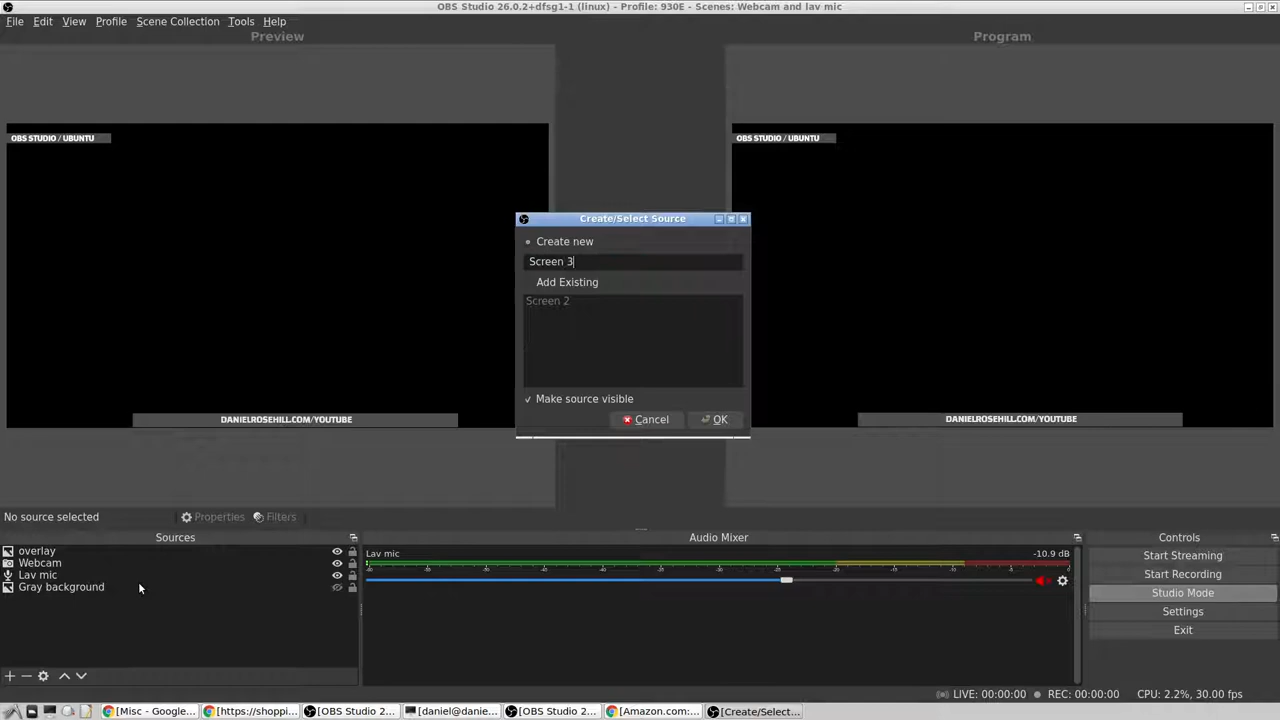 OBS Studio 26.0.2+dfsg1-1 (linux) - Profile: 930E - Scenes: Webcam and lav mic
File Edit View Profile Scene Collection Tools Help
Preview Program
OBS STUDIO / UBUNTU OBS STUDIO / UBUNTU
Create/Select Source
Create new
Screen 3
Add Existing
Screen 2
Make source visible
Cancel OK
DANIELROSEHILL.COM/YOUTUBE DANIELROSEHILL.COM/YOUTUBE
No source selected Properties Filters
Sources Audio Mixer Controls
overlay
Webcam
Lav mic
Gray background
Lav mic -10.9 dB
Start Streaming
Start Recording
Studio Mode
Settings
Exit
LIVE: 00:00:00 REC: 00:00:00 CPU: 2.2%, 30.00 fps
[Misc - Google... [https://shoppi... [OBS Studio 2... [daniel@danie... [OBS Studio 2... [Amazon.com:... [Create/Select...